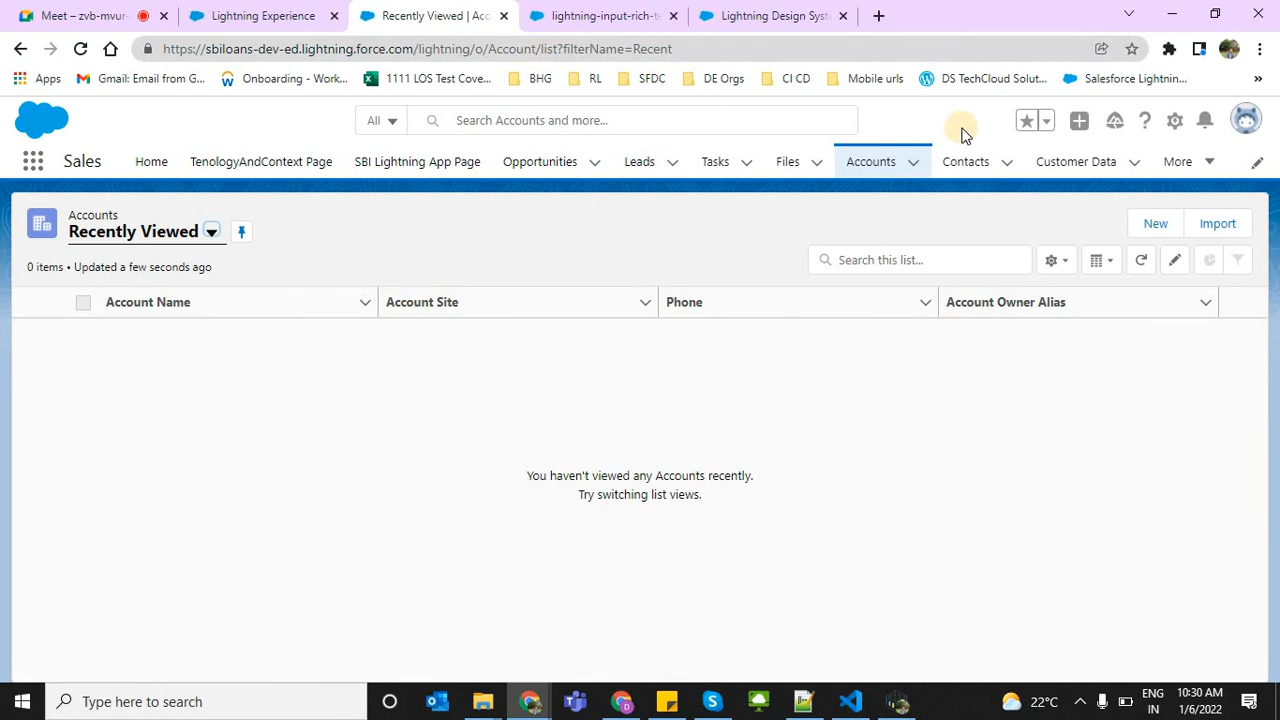 Meet – zvb-mvur-
Lightning Experience
Recently Viewed | Acc
lightning-input-rich-te
Lightning Design Syste
https://sbiloans-dev-ed.lightning.force.com/lightning/o/Account/list?filterName=Recent
Apps
Gmail: Email from G...
Onboarding - Work...
1111 LOS Test Cove...
BHG
RL
SFDC
DE Orgs
CI CD
Mobile urls
DS TechCloud Solut...
Salesforce Lightnin...
»
All
Search Accounts and more...
Sales
Home
TenologyAndContext Page
SBI Lightning App Page
Opportunities
Leads
Tasks
Files
Accounts
Contacts
Customer Data
More
Accounts
Recently Viewed
New
Import
0 items • Updated a few seconds ago
Search this list...
Account Name
Account Site
Phone
Account Owner Alias
You haven't viewed any Accounts recently.
Try switching list views.
Type here to search
22°C
ENG
IN
10:30 AM
1/6/2022